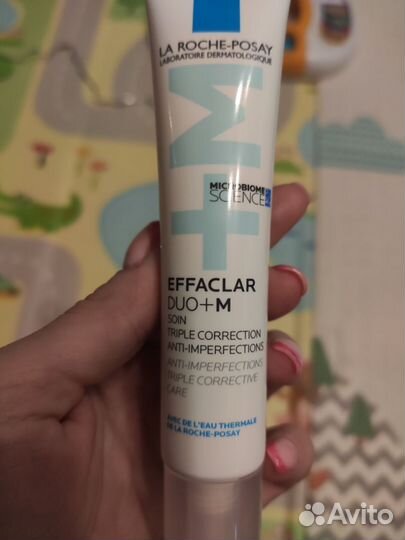 LA ROCHE-POSAY
LABORATOIRE DERMATOLOGIQUE
+M
MICROBIOME
SCIENCE
EFFACLAR
DUO+M
SOIN
TRIPLE CORRECTION
ANTI-IMPERFECTIONS
ANTI-IMPERFECTIONS
TRIPLE CORRECTIVE
CARE
AVEC DE L'EAU THERMALE
DE LA ROCHE-POSAY
Avito